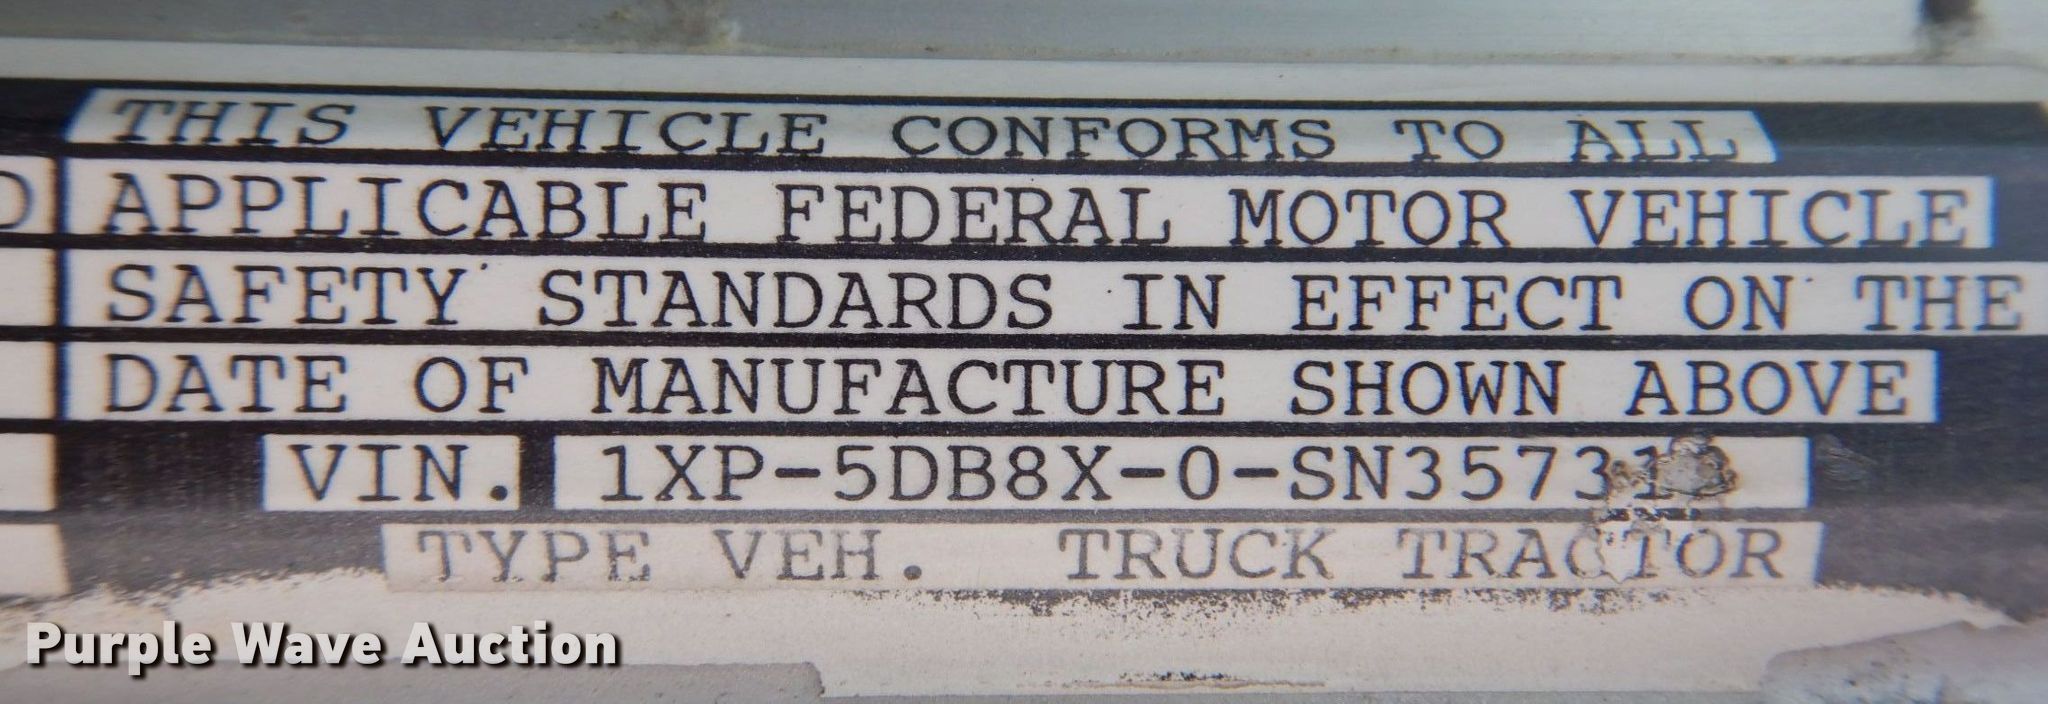 THIS VEHICLE CONFORMS TO ALL
D APPLICABLE FEDERAL MOTOR VEHICLE
SAFETY STANDARDS IN EFFECT ON THE
DATE OF MANUFACTURE SHOWN ABOVE
VIN. 1XP-5DB8X-0-SN35731
TYPE VEH. TRUCK TRACTOR
Purple Wave Auction